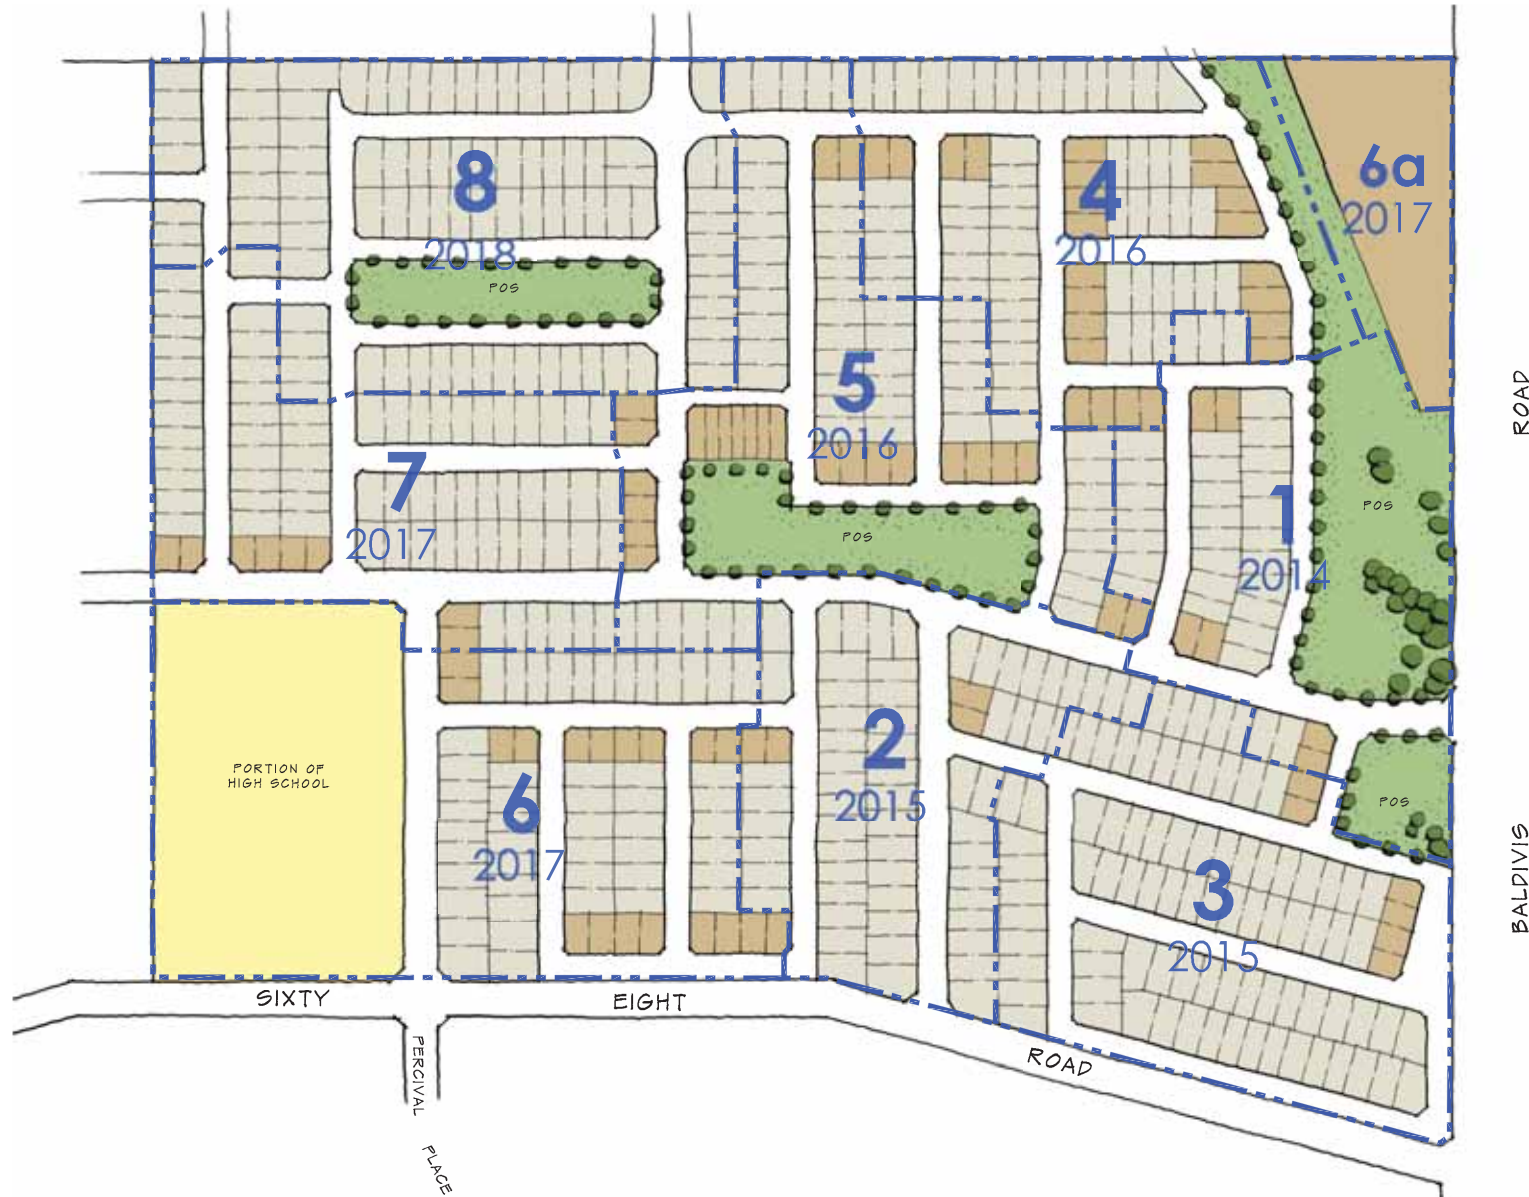 8
2018
POS
4
2016
6a
2017
5
2016
7
2017
POS
1
2014
POS
ROAD
PORTION OF
HIGH SCHOOL
6
2017
2
2015
POS
3
2015
BALDIVIS
SIXTY
EIGHT
ROAD
PERCIVAL
PLACE